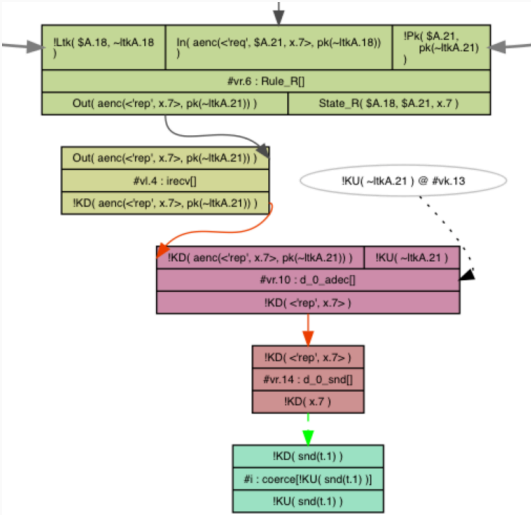 !Ltk( $A.18, ~ltkA.18
)
In( aenc(<'req', $A.21, x.7>, pk(~ltkA.18))
)
!Pk( $A.21,
pk(~ltkA.21)
)
#vr.6 : Rule_R[]
Out( aenc(<'rep', x.7>, pk(~ltkA.21)) )
State_R( $A.18, $A.21, x.7 )
Out( aenc(<'rep', x.7>, pk(~ltkA.21)) )
#vl.4 : irecv[]
!KD( aenc(<'rep', x.7>, pk(~ltkA.21)) )
!KU( ~ltkA.21 ) @ #vk.13
!KD( aenc(<'rep', x.7>, pk(~ltkA.21)) )
!KU( ~ltkA.21 )
#vr.10 : d_0_adec[]
!KD( <'rep', x.7> )
!KD( <'rep', x.7> )
#vr.14 : d_0_snd[]
!KD( x.7 )
!KD( snd(t.1) )
#i : coerce[!KU( snd(t.1) )]
!KU( snd(t.1) )